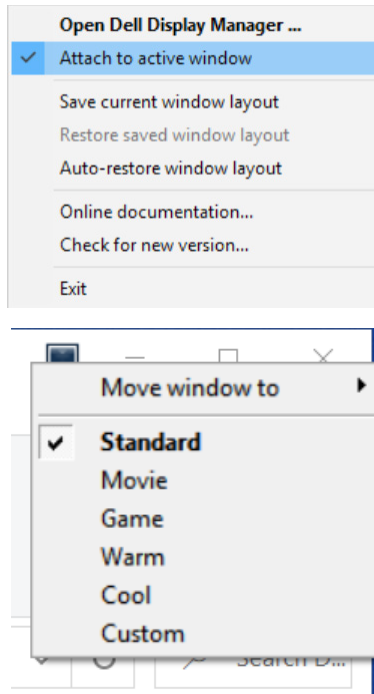 Open Dell Display Manager ...
Attach to active window
Save current window layout
Restore saved window layout
Auto-restore window layout
Online documentation...
Check for new version...
Exit
Move window to
Standard
Movie
Game
Warm
Cool
Custom
Search D...